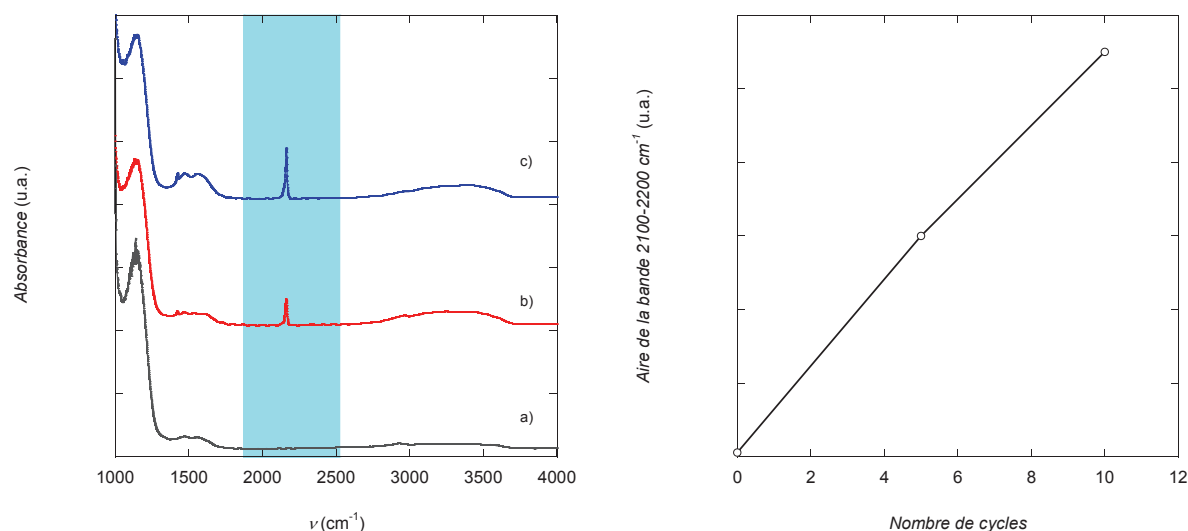 Absorbance (u.a.)
c)
b)
a)
1000 1500 2000 2500 3000 3500 4000
ν (cm⁻¹)
Aire de la bande 2100-2200 cm⁻¹ (u.a.)
0 2 4 6 8 10 12
Nombre de cycles